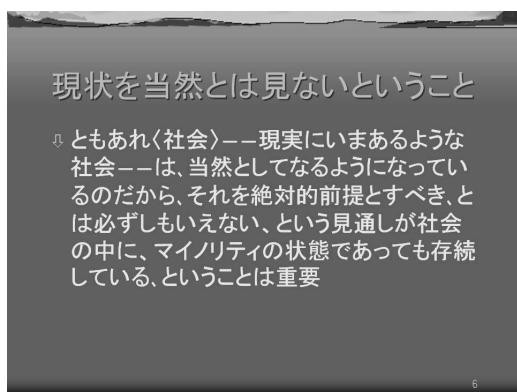 現状を当然とは見ないということ
⇩ ともあれ〈社会〉――現実にいまあるような
社会――は、当然としてなるようになってい
るのだから、それを絶対的前提とすべき、と
は必ずしもいえない、という見通しが社会
の中に、マイノリティの状態であっても存続
している、ということは重要
6